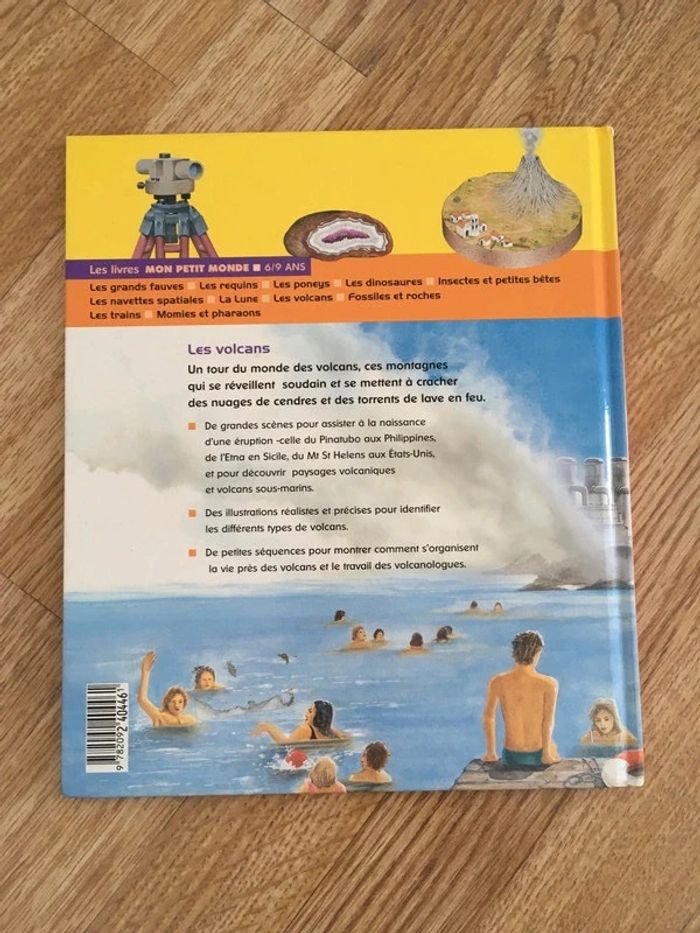 Les livres MON PETIT MONDE ■ 6/9 ANS
Les grands fauves ■ Les requins ■ Les poneys ■ Les dinosaures ■ Insectes et petites bêtes
Les navettes spatiales ■ La Lune ■ Les volcans ■ Fossiles et roches
Les trains ■ Momies et pharaons
Les volcans
Un tour du monde des volcans, ces montagnes
qui se réveillent soudain et se mettent à cracher
des nuages de cendres et des torrents de lave en feu.
■ De grandes scènes pour assister à la naissance
d'une éruption -celle du Pinatubo aux Philippines,
de l'Etna en Sicile, du Mt St Helens aux États-Unis,
et pour découvrir paysages volcaniques
et volcans sous-marins.
■ Des illustrations réalistes et précises pour identifier
les différents types de volcans.
■ De petites séquences pour montrer comment s'organisent
la vie près des volcans et le travail des volcanologues.
9 782092 404461